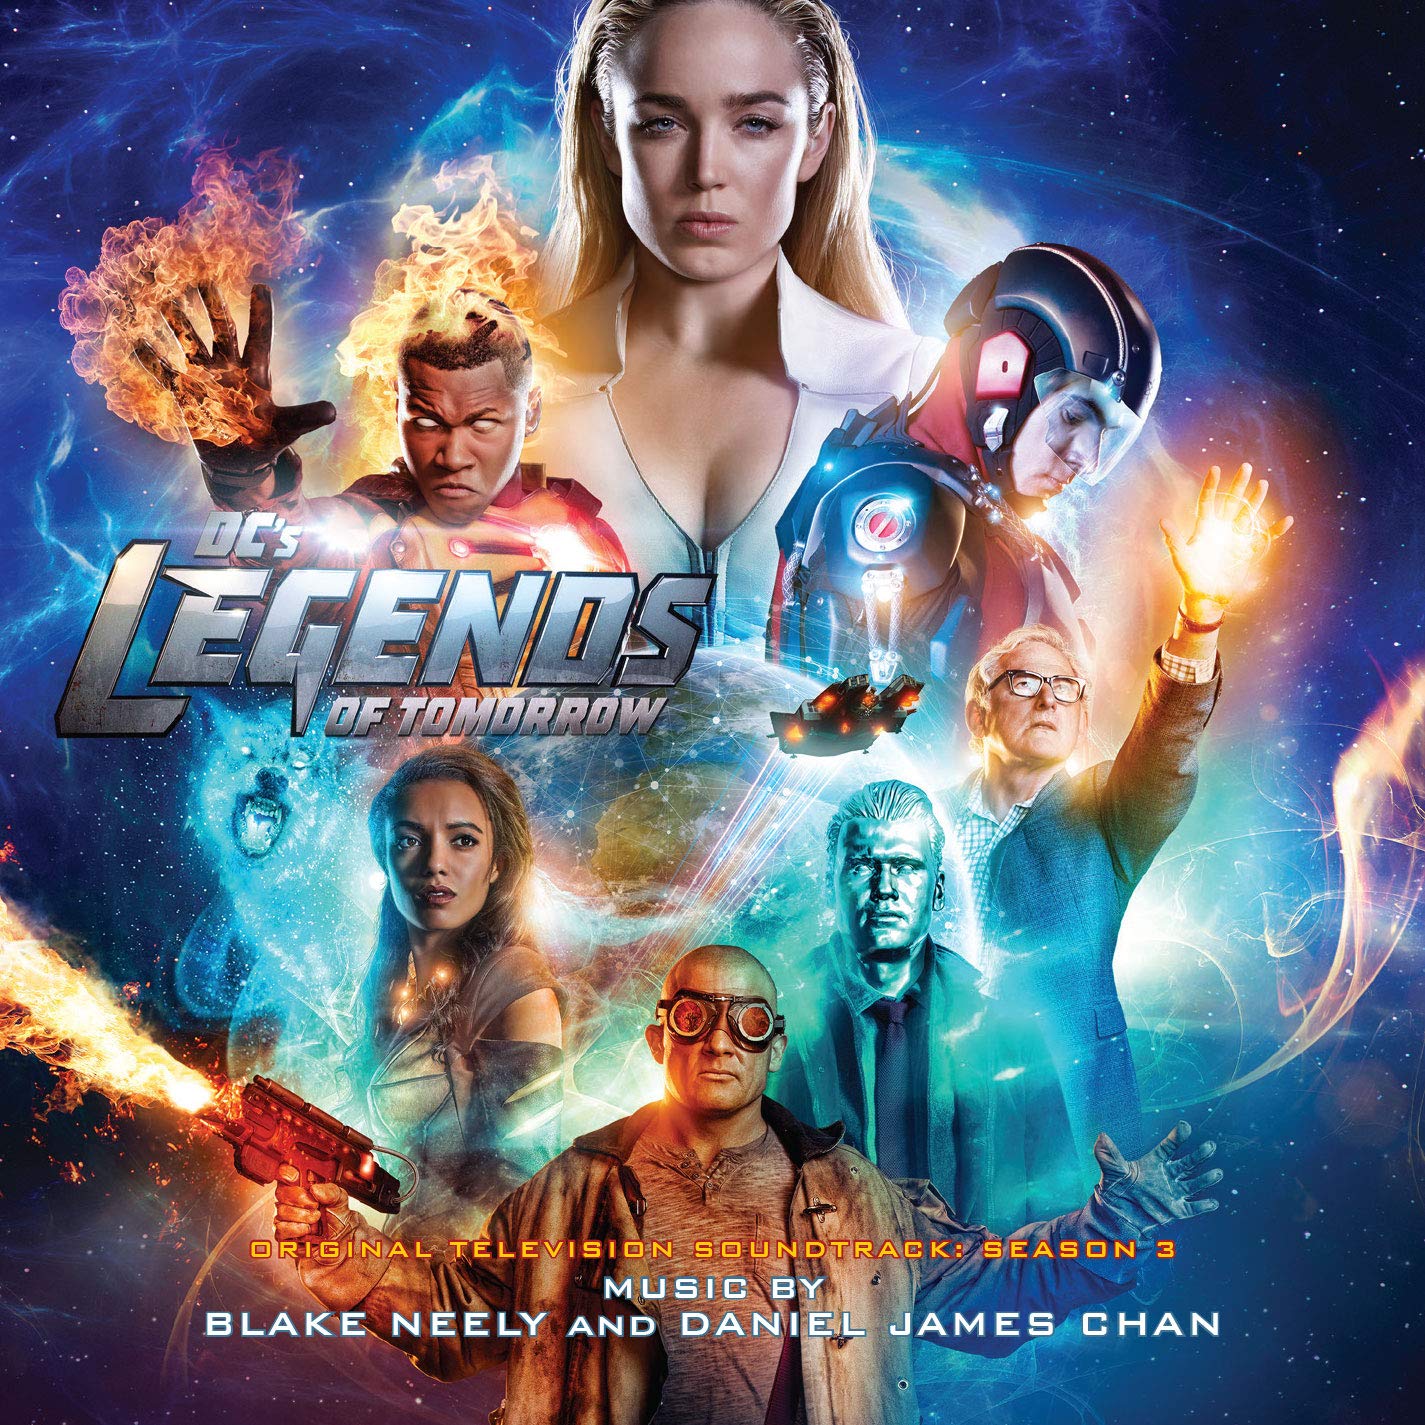 DC's
LEGENDS
OF TOMORROW
ORIGINAL TELEVISION SOUNDTRACK: SEASON 3
MUSIC BY
BLAKE NEELY AND DANIEL JAMES CHAN